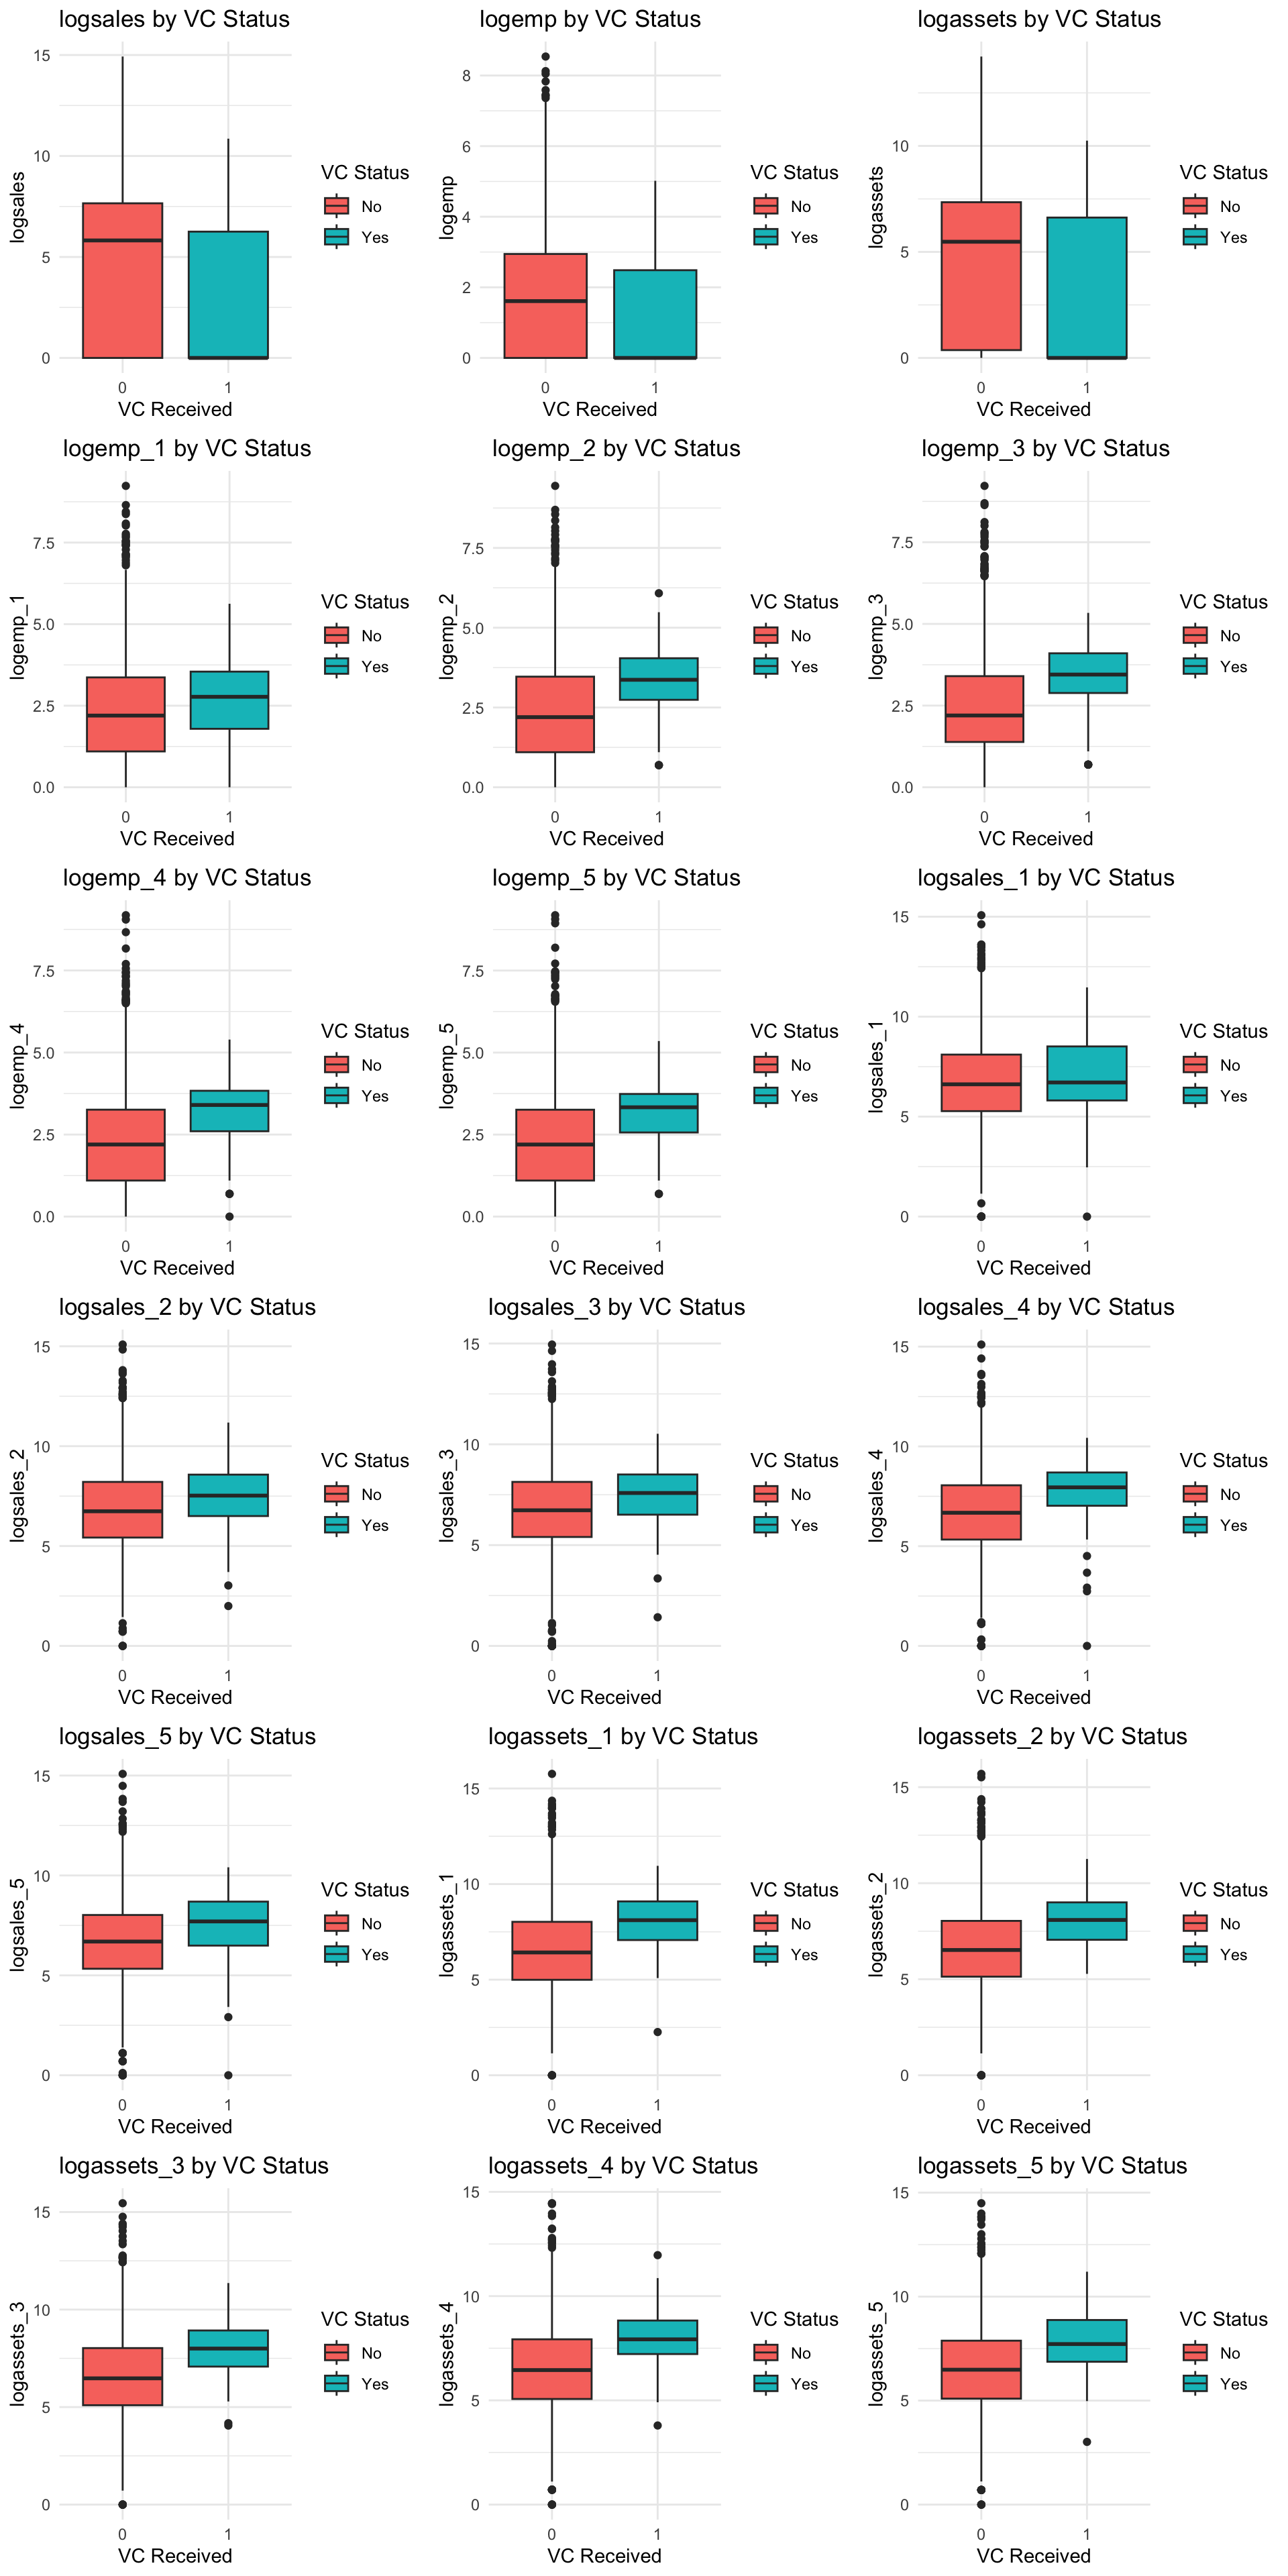 logsales by VC Status
logemp by VC Status
logassets by VC Status
15
10
5
0
logsales
0
1
VC Received
VC Status
No
Yes
8
6
4
2
0
logemp
0
1
VC Received
VC Status
No
Yes
10
5
0
logassets
0
1
VC Received
VC Status
No
Yes
logemp_1 by VC Status
logemp_2 by VC Status
logemp_3 by VC Status
7.5
5.0
2.5
0.0
logemp_1
0
1
VC Received
VC Status
No
Yes
7.5
5.0
2.5
0.0
logemp_2
0
1
VC Received
VC Status
No
Yes
7.5
5.0
2.5
0.0
logemp_3
0
1
VC Received
VC Status
No
Yes
logemp_4 by VC Status
logemp_5 by VC Status
logsales_1 by VC Status
7.5
5.0
2.5
0.0
logemp_4
0
1
VC Received
VC Status
No
Yes
7.5
5.0
2.5
0.0
logemp_5
0
1
VC Received
VC Status
No
Yes
15
10
5
0
logsales_1
0
1
VC Received
VC Status
No
Yes
logsales_2 by VC Status
logsales_3 by VC Status
logsales_4 by VC Status
15
10
5
0
logsales_2
0
1
VC Received
VC Status
No
Yes
15
10
5
0
logsales_3
0
1
VC Received
VC Status
No
Yes
15
10
5
0
logsales_4
0
1
VC Received
VC Status
No
Yes
logsales_5 by VC Status
logassets_1 by VC Status
logassets_2 by VC Status
15
10
5
0
logsales_5
0
1
VC Received
VC Status
No
Yes
15
10
5
0
logassets_1
0
1
VC Received
VC Status
No
Yes
15
10
5
0
logassets_2
0
1
VC Received
VC Status
No
Yes
logassets_3 by VC Status
logassets_4 by VC Status
logassets_5 by VC Status
15
10
5
0
logassets_3
0
1
VC Received
VC Status
No
Yes
15
10
5
0
logassets_4
0
1
VC Received
VC Status
No
Yes
15
10
5
0
logassets_5
0
1
VC Received
VC Status
No
Yes